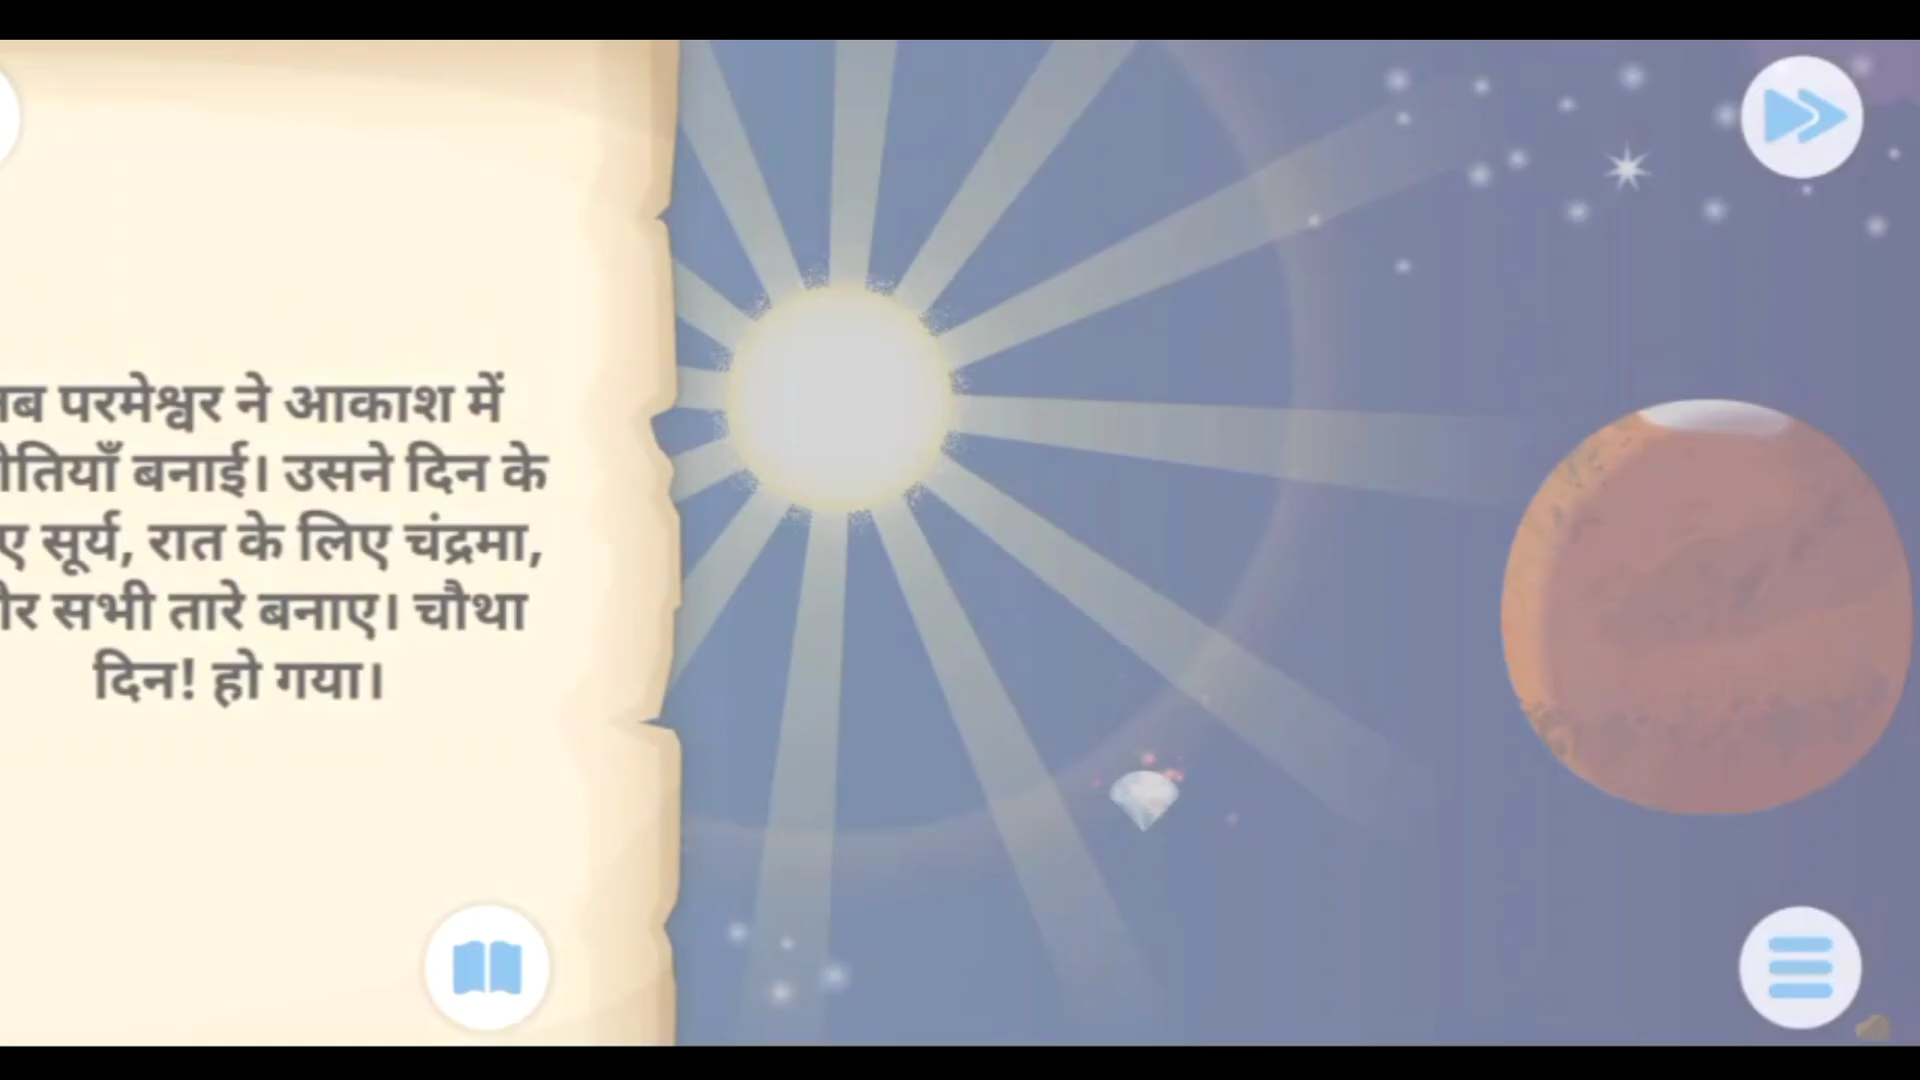 परमेश्वर ने आकाश में
बनाई। उसने दिन के
सूर्य, रात के लिए चंद्रमा,
सभी तारे बनाए। चौथा
दिन! हो गया।